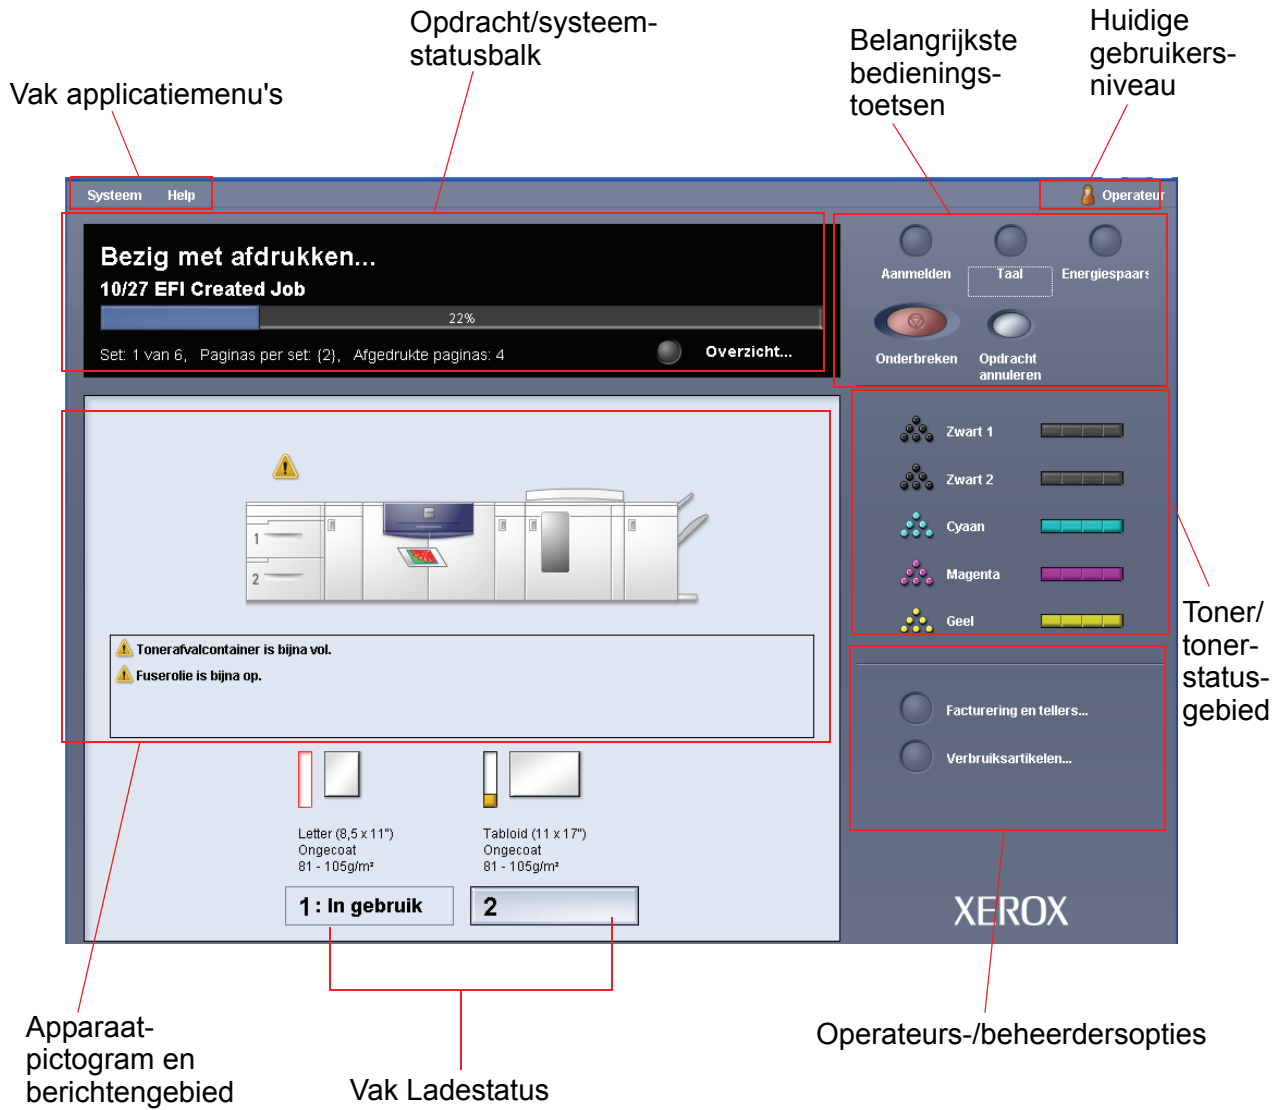 Opdracht/systeem-
statusbalk
Huidige
gebruikers-
niveau
Belangrijkste
bedienings-
toetsen
Vak applicatiemenu's
Systeem Help
Operateur
Bezig met afdrukken...
10/27 EFI Created Job
22%
Set: 1 van 6, Paginas per set: {2}, Afgedrukte paginas: 4
Overzicht...
Aanmelden Taal Energiespaars
Onderbreken Opdracht
annuleren
Zwart 1
Zwart 2
Cyaan
Magenta
Geel
Toner/
toner-
status-
gebied
1
2
Tonerafvalcontainer is bijna vol.
Fuserolie is bijna op.
Facturering en tellers...
Verbruiksartikelen...
Letter (8,5 x 11")
Ongecoat
81 - 105g/m²
Tabloid (11 x 17")
Ongecoat
81 - 105g/m²
1 : In gebruik
2
XEROX
Apparaat-
pictogram en
berichtengebied
Vak Ladestatus
Operateurs-/beheerdersopties